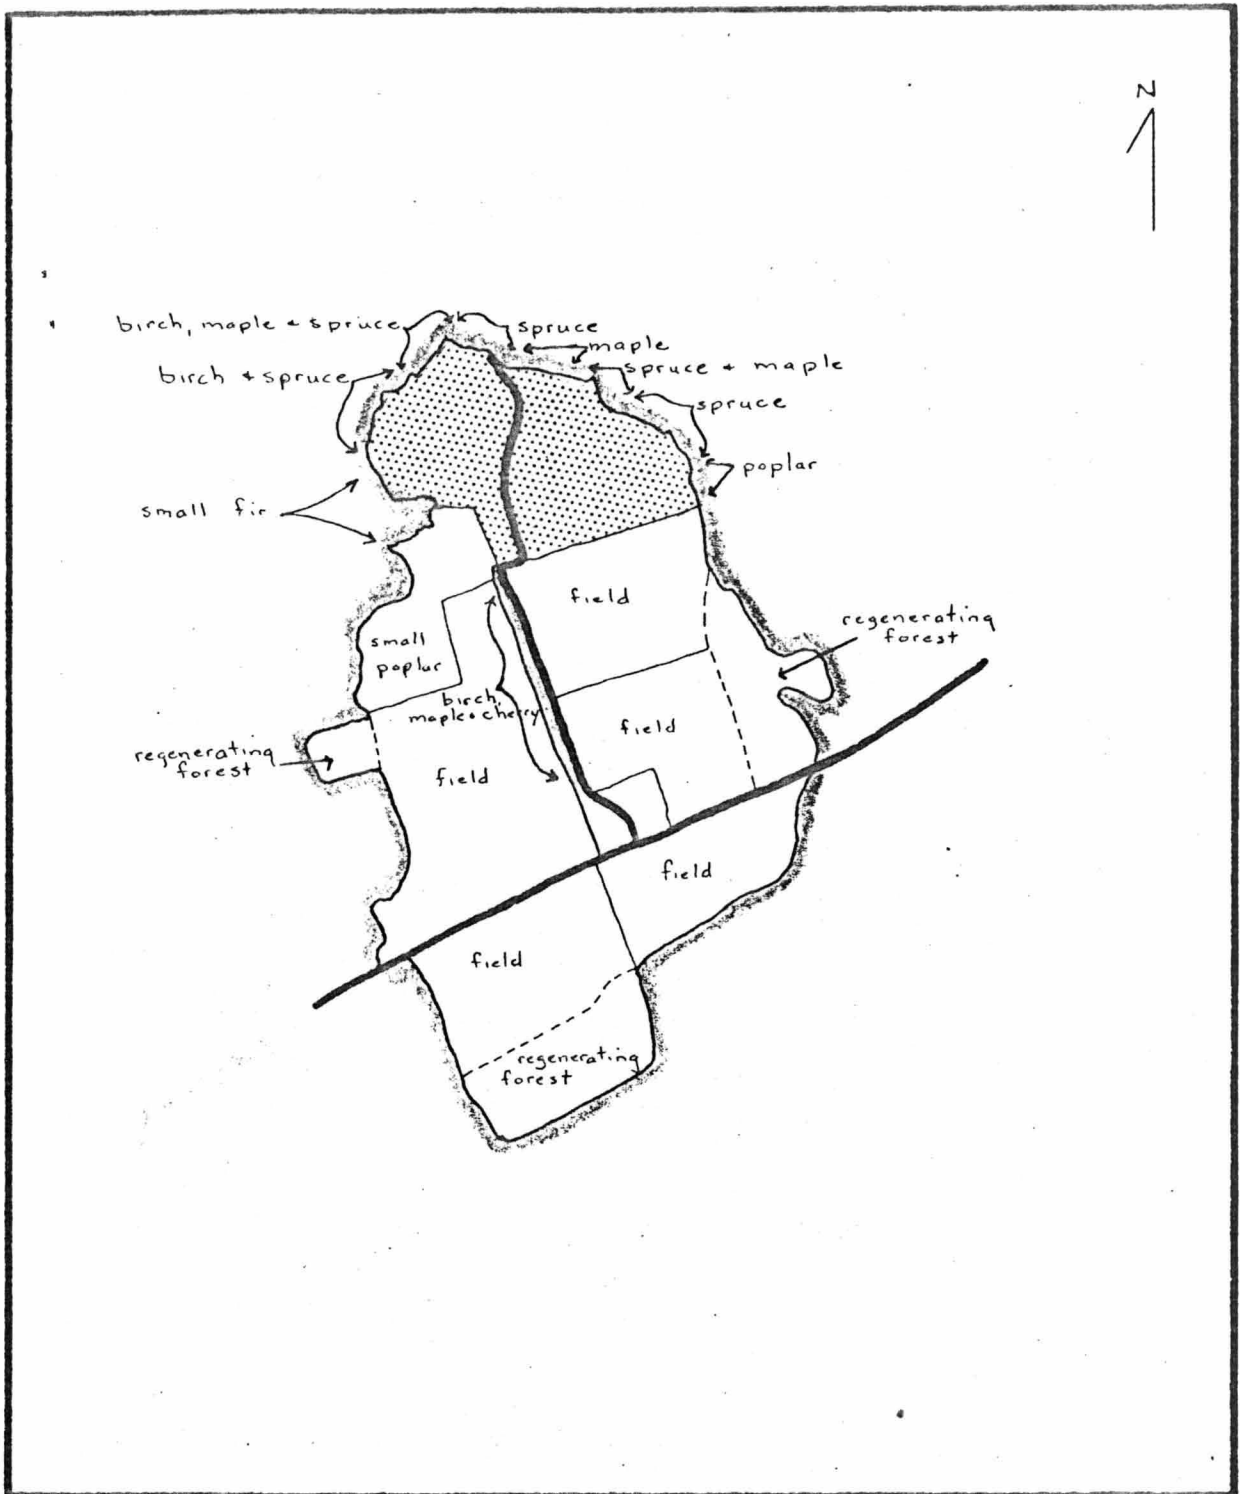 N
birch, maple + spruce
spruce
maple
birch + spruce
spruce + maple
spruce
poplar
small fir
field
regenerating
forest
small
poplar
birch,
maple + cherry
field
regenerating
forest
field
field
field
regenerating
forest